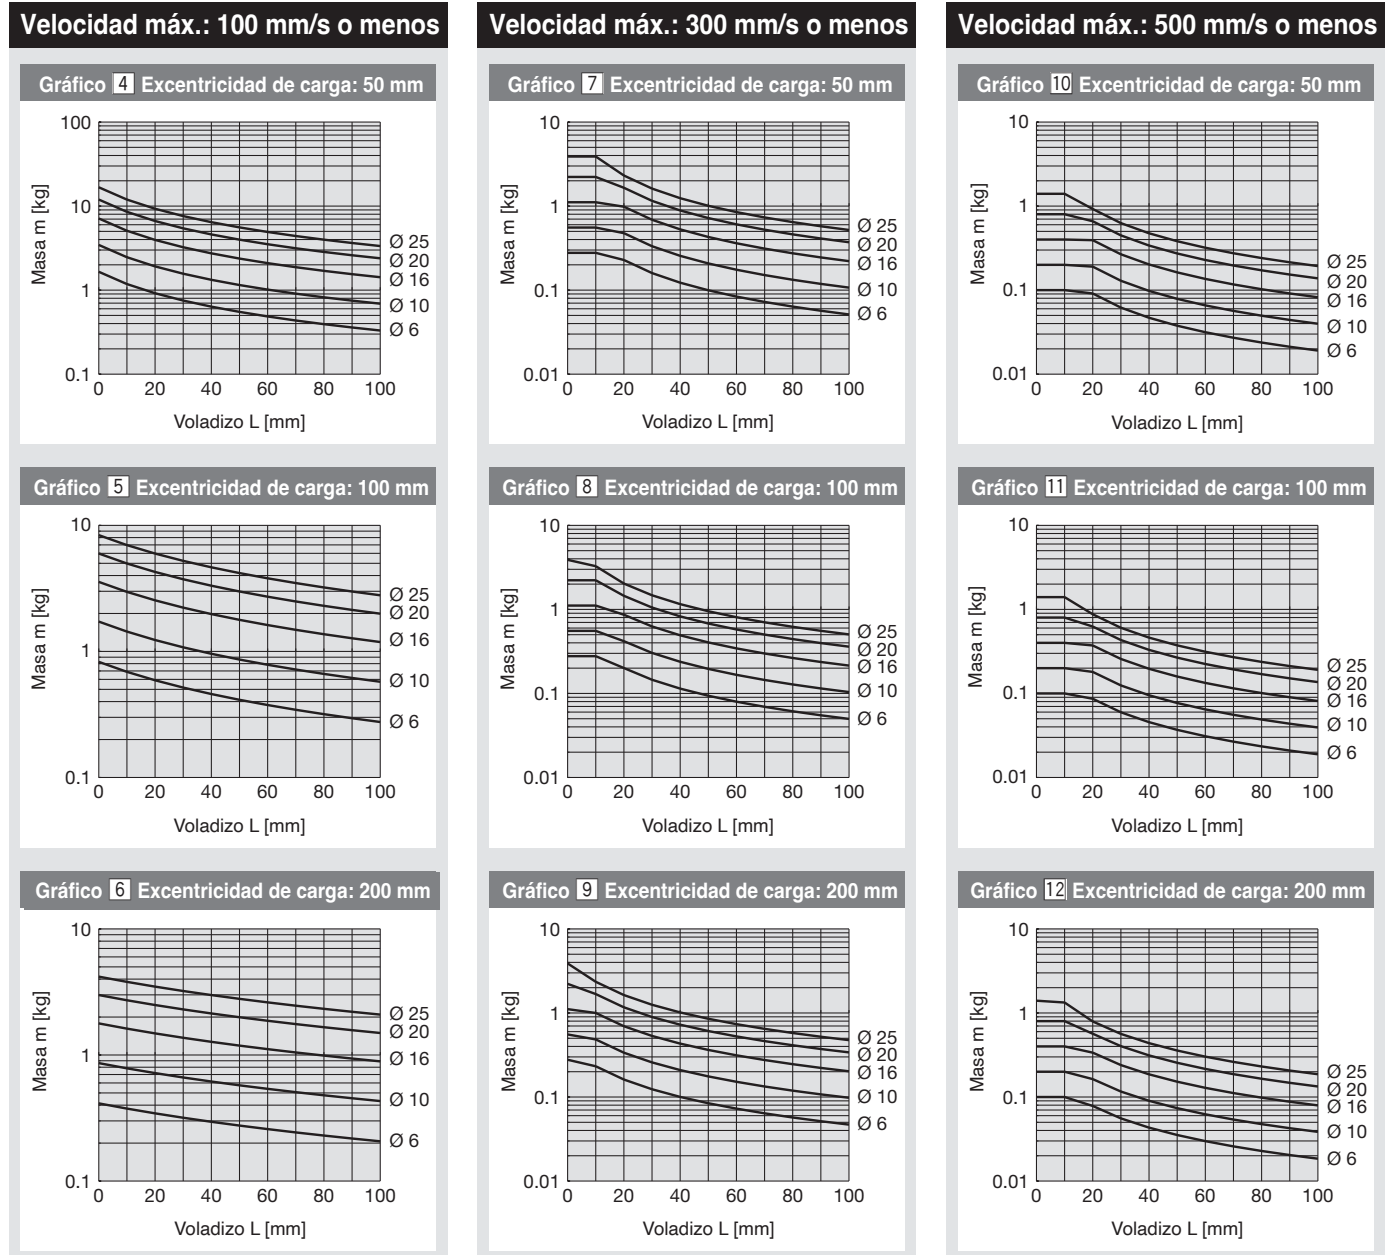 Velocidad máx.: 100 mm/s o menos
Gráfico 4 Excentricidad de carga: 50 mm
Masa m [kg]
100
10
1
0.1
Ø 25
Ø 20
Ø 16
Ø 10
Ø 6
0 20 40 60 80 100
Voladizo L [mm]
Gráfico 5 Excentricidad de carga: 100 mm
Masa m [kg]
10
1
0.1
Ø 25
Ø 20
Ø 16
Ø 10
Ø 6
0 20 40 60 80 100
Voladizo L [mm]
Gráfico 6 Excentricidad de carga: 200 mm
Masa m [kg]
10
1
0.1
Ø 25
Ø 20
Ø 16
Ø 10
Ø 6
0 20 40 60 80 100
Voladizo L [mm]
Velocidad máx.: 300 mm/s o menos
Gráfico 7 Excentricidad de carga: 50 mm
Masa m [kg]
10
1
0.1
0.01
Ø 25
Ø 20
Ø 16
Ø 10
Ø 6
0 20 40 60 80 100
Voladizo L [mm]
Gráfico 8 Excentricidad de carga: 100 mm
Masa m [kg]
10
1
0.1
0.01
Ø 25
Ø 20
Ø 16
Ø 10
Ø 6
0 20 40 60 80 100
Voladizo L [mm]
Gráfico 9 Excentricidad de carga: 200 mm
Masa m [kg]
10
1
0.1
0.01
Ø 25
Ø 20
Ø 16
Ø 10
Ø 6
0 20 40 60 80 100
Voladizo L [mm]
Velocidad máx.: 500 mm/s o menos
Gráfico 10 Excentricidad de carga: 50 mm
Masa m [kg]
10
1
0.1
0.01
Ø 25
Ø 20
Ø 16
Ø 10
Ø 6
0 20 40 60 80 100
Voladizo L [mm]
Gráfico 11 Excentricidad de carga: 100 mm
Masa m [kg]
10
1
0.1
0.01
Ø 25
Ø 20
Ø 16
Ø 10
Ø 6
0 20 40 60 80 100
Voladizo L [mm]
Gráfico 12 Excentricidad de carga: 200 mm
Masa m [kg]
10
1
0.1
0.01
Ø 25
Ø 20
Ø 16
Ø 10
Ø 6
0 20 40 60 80 100
Voladizo L [mm]